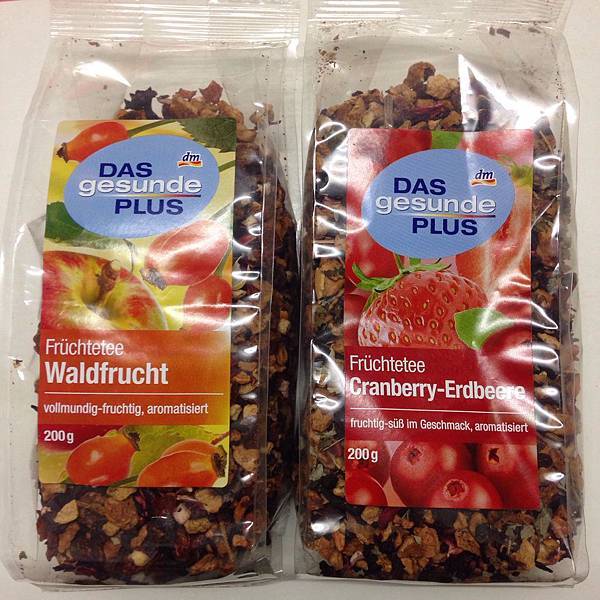 dm
DAS
gesunde
PLUS
Früchtetee
Waldfrucht
vollmundig-fruchtig, aromatisiert
200 g
dm
DAS
gesunde
PLUS
Früchtetee
Cranberry-Erdbeere
fruchtig-süß im Geschmack, aromatisiert
200 g